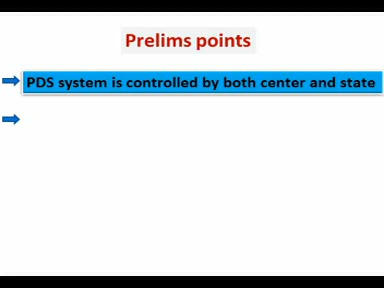 Prelims points
PDS system is controlled by both center and state